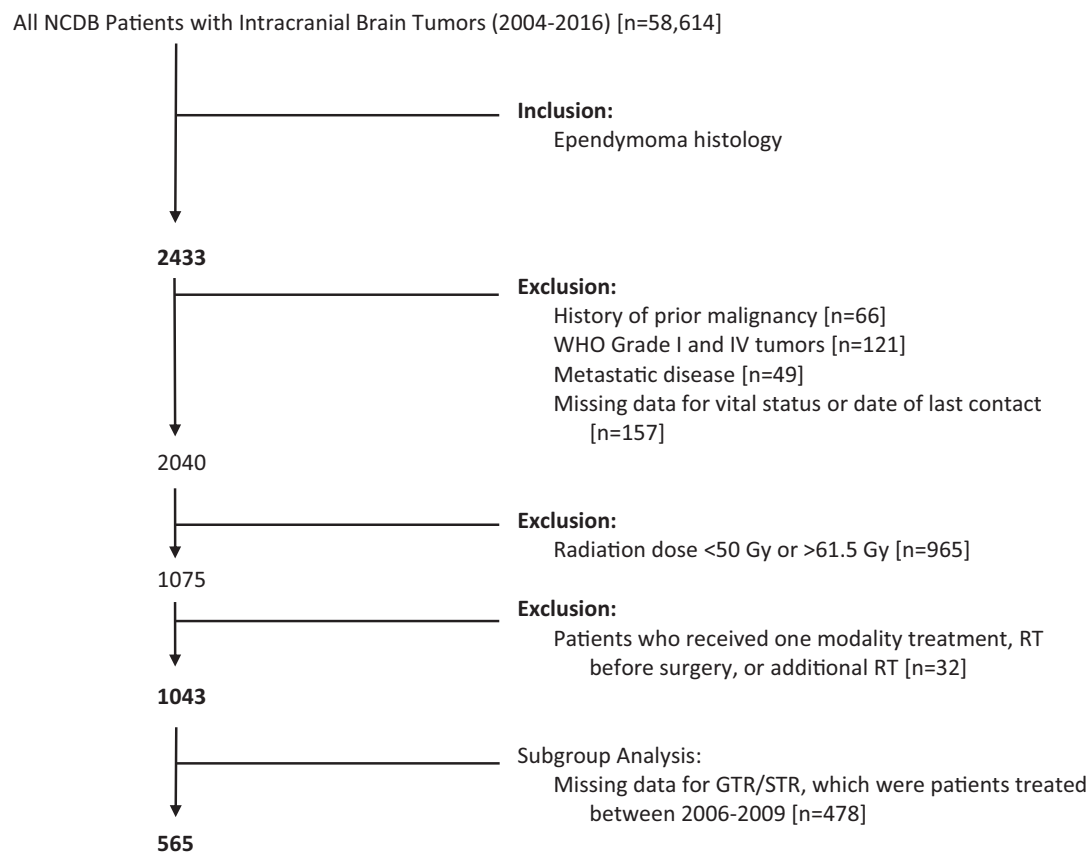 All NCDB Patients with Intracranial Brain Tumors (2004-2016) [n=58,614]
Inclusion:
Ependymoma histology
2433
Exclusion:
History of prior malignancy [n=66]
WHO Grade I and IV tumors [n=121]
Metastatic disease [n=49]
Missing data for vital status or date of last contact
[n=157]
2040
Exclusion:
Radiation dose <50 Gy or >61.5 Gy [n=965]
1075
Exclusion:
Patients who received one modality treatment, RT
before surgery, or additional RT [n=32]
1043
Subgroup Analysis:
Missing data for GTR/STR, which were patients treated
between 2006-2009 [n=478]
565